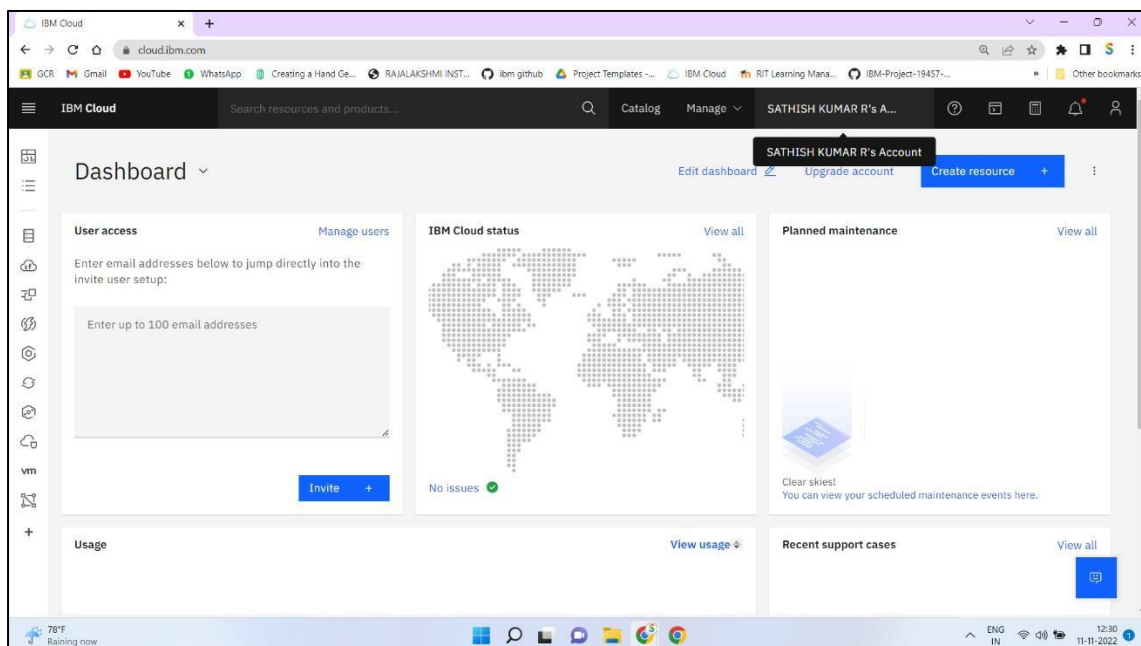 IBM Cloud
cloud.ibm.com
GCR Gmail YouTube WhatsApp Creating a Hand Ge... RAJALAKSHMI INST... ibm github Project Templates -... IBM Cloud RIT Learning Mana... IBM-Project-19457-... » Other bookmarks
IBM Cloud Search resources and products... Catalog Manage SATHISH KUMAR R's A...
SATHISH KUMAR R's Account
Dashboard Edit dashboard Upgrade account Create resource +
User access Manage users
Enter email addresses below to jump directly into the
invite user setup:
Enter up to 100 email addresses
Invite +
IBM Cloud status View all
No issues
Planned maintenance View all
Clear skies!
You can view your scheduled maintenance events here.
vm
Usage View usage
Recent support cases View all
78°F
Raining now
ENG
IN
12:30
11-11-2022
1